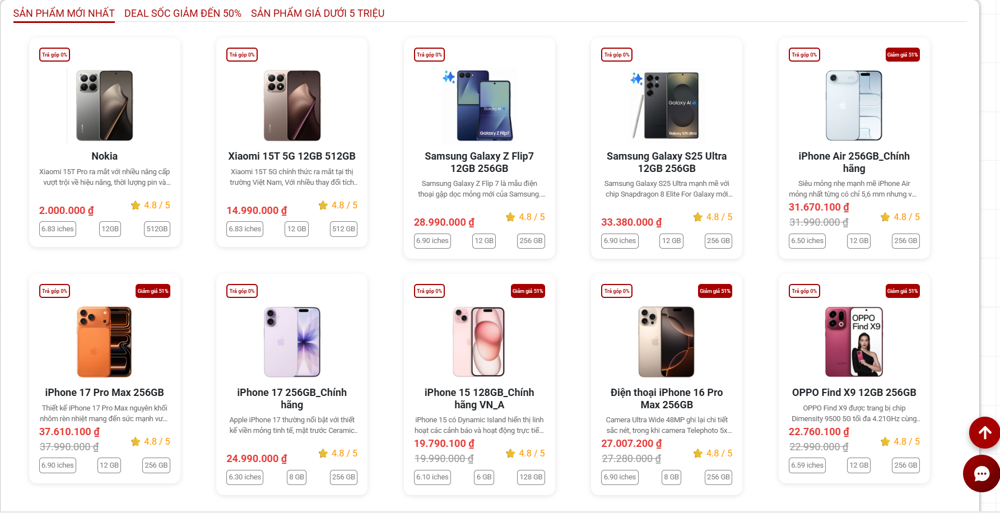 SẢN PHẨM MỚI NHẤT DEAL SỐC GIẢM ĐẾN 50% SẢN PHẨM GIÁ DƯỚI 5 TRIỆU
Trả góp 0%
Nokia
Xiaomi 15T Pro ra mắt với nhiều nâng cấp
vượt trội về hiệu năng, thời lượng pin và...
4.8 / 5
2.000.000 ₫
6.83 iches 12GB 512GB
Trả góp 0%
Xiaomi 15T 5G 12GB 512GB
Xiaomi 15T 5G chính thức ra mắt tại thị
trường Việt Nam, Với nhiều thay đổi tích..
4.8 / 5
14.990.000 ₫
6.83 iches 12 GB 512 GB
Trả góp 0%
Galaxy AI
Galaxy Z Flip7
Samsung Galaxy Z Flip7
12GB 256GB
Samsung Galaxy Z Flip 7 là mẫu điện
thoại gập dọc mỏng mới của Samsung....
4.8 / 5
28.990.000 ₫
6.90 iches 12 GB 256 GB
Trả góp 0%
Galaxy AI
Galaxy S25 Ultra
Samsung Galaxy S25 Ultra
12GB 256GB
Samsung Galaxy S25 Ultra mạnh mẽ với
chip Snapdragon 8 Elite For Galaxy mới...
4.8 / 5
33.380.000 ₫
6.90 iches 12 GB 256 GB
Trả góp 0% Giảm giá 51%
iPhone Air 256GB_Chính
hãng
Siêu mỏng nhẹ mạnh mẽ iPhone Air
mỏng nhất từng có chỉ 5,6 mm nhưng v...
31.670.100 ₫
31.990.000 ₫ 4.8 / 5
6.50 iches 12 GB 256 GB
Trả góp 0% Giảm giá 51%
iPhone 17 Pro Max 256GB
Thiết kế iPhone 17 Pro Max nguyên khối
nhôm rèn nhiệt mang đến sức mạnh vư...
37.610.100 ₫
37.990.000 ₫ 4.8 / 5
6.90 iches 12 GB 256 GB
Trả góp 0%
iPhone 17 256GB_Chính
hãng
Apple iPhone 17 thường nổi bật với thiết
kế viền mỏng tinh tế, mặt trước Ceramic..
4.8 / 5
24.990.000 ₫
6.30 iches 8 GB 256 GB
Trả góp 0% Giảm giá 51%
iPhone 15 128GB_Chính
hãng VN_A
iPhone 15 có Dynamic Island hiển thị linh
hoạt các cảnh báo và hoạt động trực tiế...
19.790.100 ₫
19.990.000 ₫ 4.8 / 5
6.10 iches 6 GB 128 GB
Trả góp 0% Giảm giá 51%
Điện thoại iPhone 16 Pro
Max 256GB
Camera Ultra Wide 48MP ghi lại chi tiết
sắc nét, trong khi camera Telephoto 5x...
27.007.200 ₫
27.280.000 ₫ 4.8 / 5
6.90 iches 8 GB 256 GB
Trả góp 0% Giảm giá 51%
OPPO
Find X9
OPPO Find X9 12GB 256GB
OPPO Find X9 được trang bị chip
Dimensity 9500 5G tối đa 4.21GHz cùng..
22.760.100 ₫
22.990.000 ₫ 4.8 / 5
6.59 iches 12 GB 256 GB